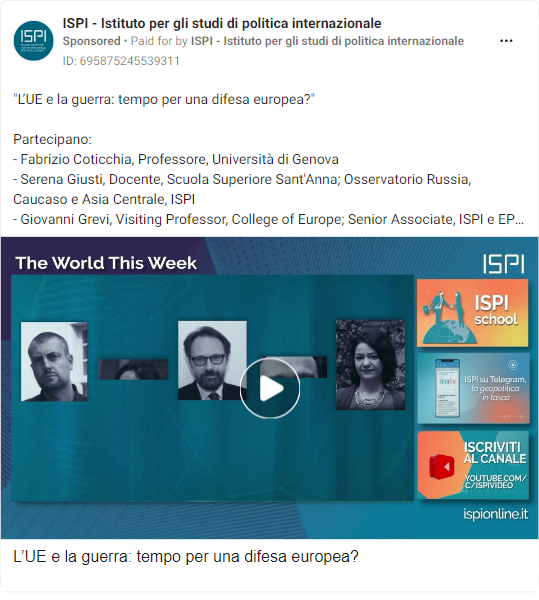 ISPI
ISPI - Istituto per gli studi di politica internazionale
Sponsored • Paid for by ISPI - Istituto per gli studi di politica internazionale
ID: 695875245539311
"L'UE e la guerra: tempo per una difesa europea?"
Partecipano:
- Fabrizio Coticchia, Professore, Università di Genova
- Serena Giusti, Docente, Scuola Superiore Sant'Anna; Osservatorio Russia,
Caucaso e Asia Centrale, ISPI
- Giovanni Grevi, Visiting Professor, College of Europe; Senior Associate, ISPI e EP...
The World This Week
ISPI
ISPI
school
ISPI su Telegram,
la geopolitica
in tasca
ISCRIVITI
AL CANALE
YOUTUBE.COM/
C/ISPIVIDEO
ispionline.it
L'UE e la guerra: tempo per una difesa europea?